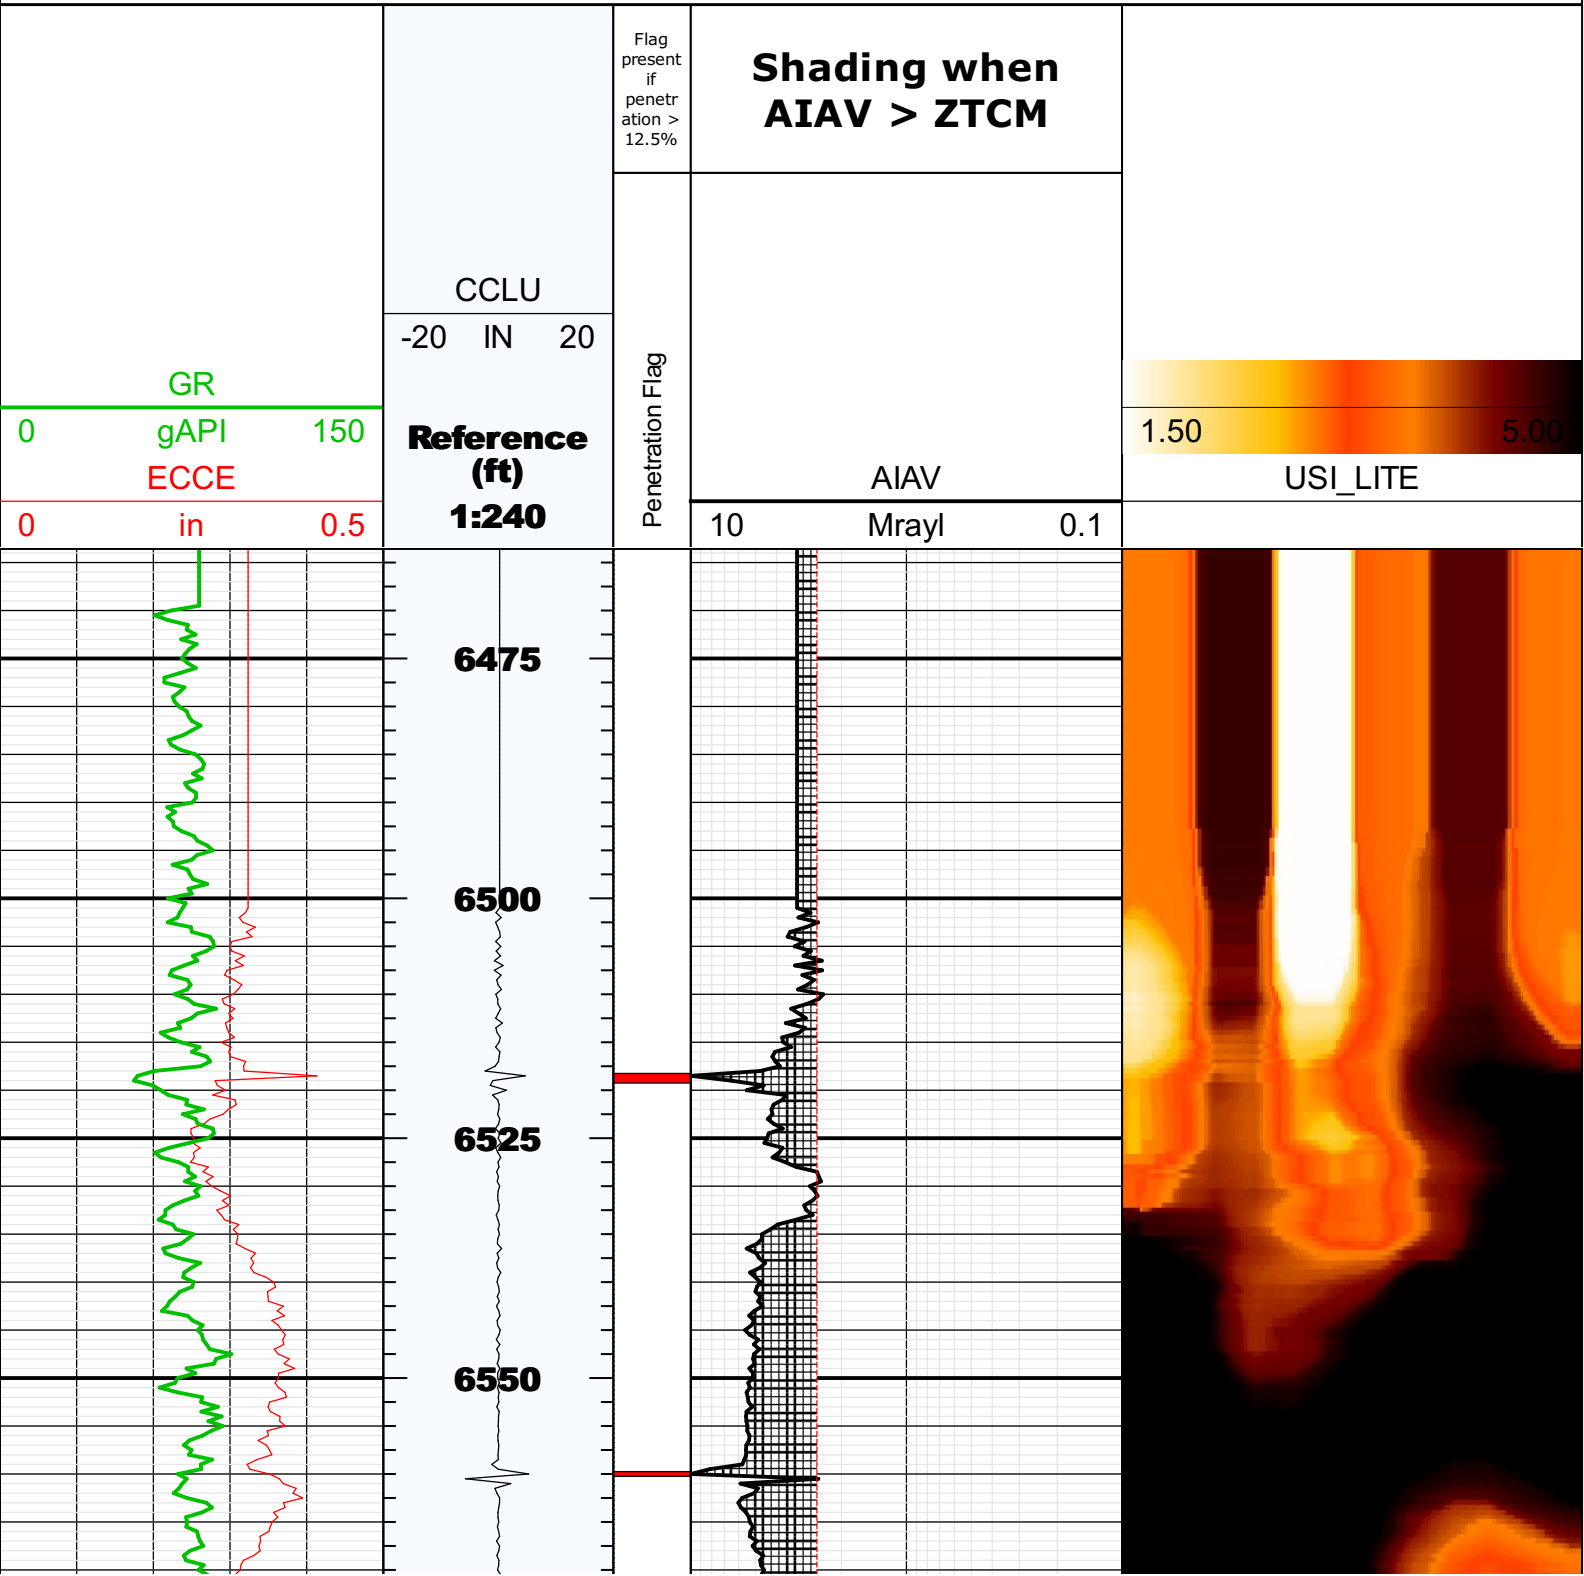 Flag
present
if
penetr
ation >
12.5%
Shading when
AIAV > ZTCM
CCLU
-20 IN 20
GR
0 gAPI 150
ECCE
0 in 0.5
Reference
(ft)
1:240
Penetration Flag
AIAV
10 Mrayl 0.1
1.50 5.00
USI_LITE
6475
6500
6525
6550